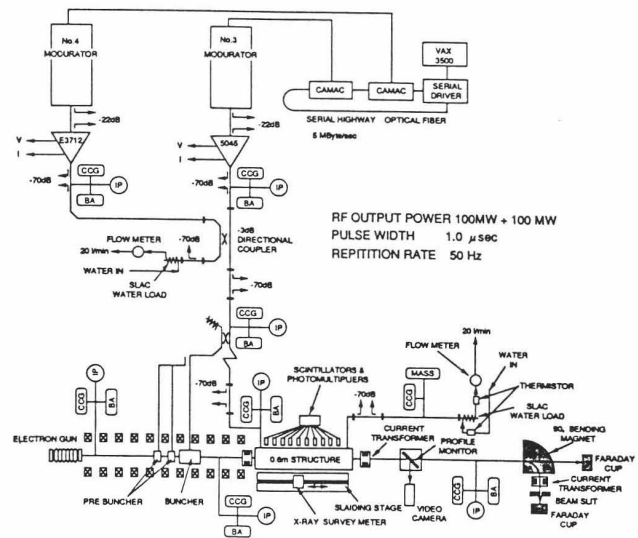 No.4
MODURATOR
No.3
MODURATOR
VAX
3500
CAMAC
CAMAC
SERIAL
DRIVER
SERIAL HIGHWAY OPTICAL FIBER
5 MByte/sec
-22dB
-22dB
V
I
E3712
V
I
5045
-70dB
CCG
IP
BA
-70dB
CCG
IP
BA
-3dB
DIRECTIONAL
COUPLER
RF OUTPUT POWER 100MW + 100 MW
PULSE WIDTH 1.0 μsec
REPITITION RATE 50 Hz
FLOW METER
-70dB
20 l/min
WATER IN
SLAC
WATER LOAD
-70dB
CCG
IP
BA
20 l/min
FLOW METER
WATER IN
THERMISTOR
SLAC
WATER LOAD
MASS
CCG
-70dB
-70dB
SCINTILLATORS
& PHOTOMULTIPLIERS
IP
CCG
BA
IP
CCG
BA
CURRENT
TRANSFORMER
PROFILE
MONITOR
90, BENDING
MAGNET
FARADAY
CUP
ELECTRON GUN
PRE BUNCHER
BUNCHER
0.6m STRUCTURE
CCG
IP
BA
SLAIDING STAGE
X-RAY SURVEY METER
VIDEO
CAMERA
CCG
BA
IP
CURRENT
TRANSFORMER
BEAM SLIT
FARADAY
CUP